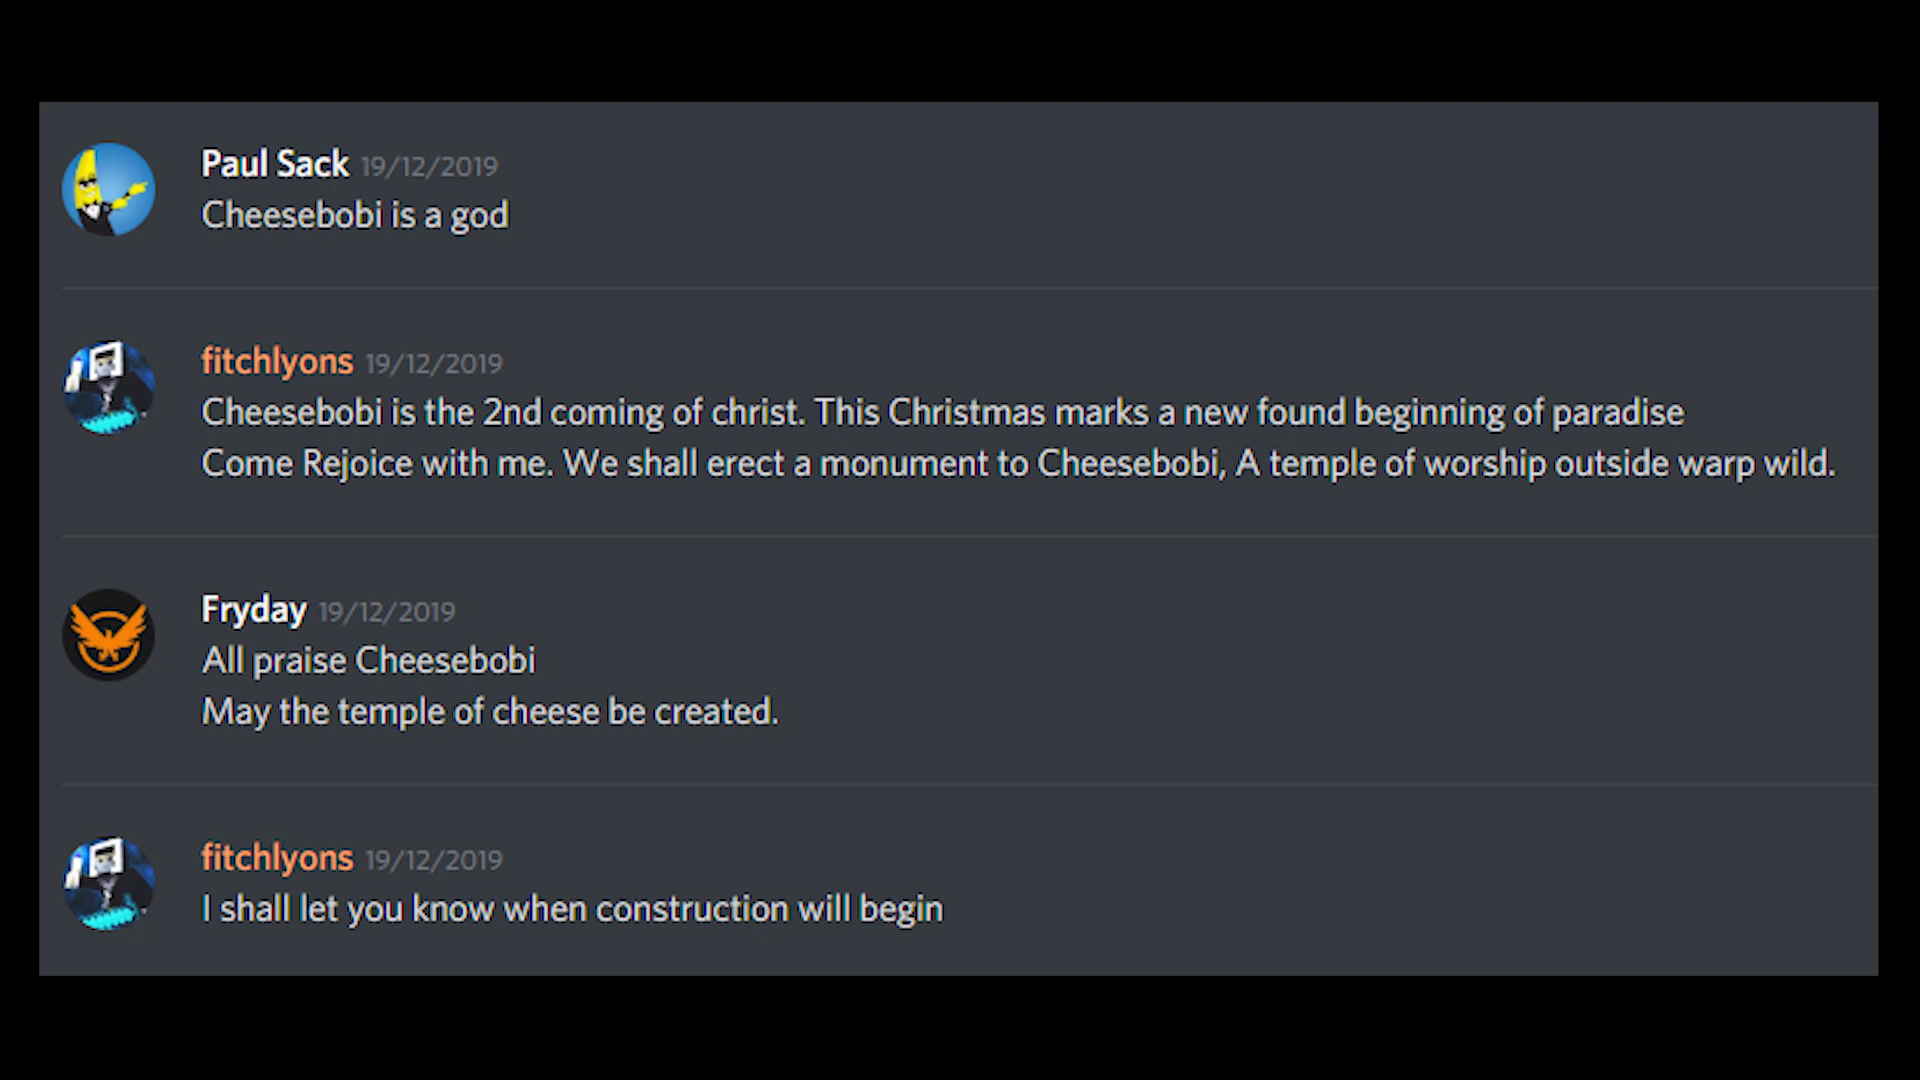 Paul Sack 19/12/2019
Cheesebobi is a god
fitchlyons 19/12/2019
Cheesebobi is the 2nd coming of christ. This Christmas marks a new found beginning of paradise
Come Rejoice with me. We shall erect a monument to Cheesebobi, A temple of worship outside warp wild.
Fryday 19/12/2019
All praise Cheesebobi
May the temple of cheese be created.
fitchlyons 19/12/2019
I shall let you know when construction will begin